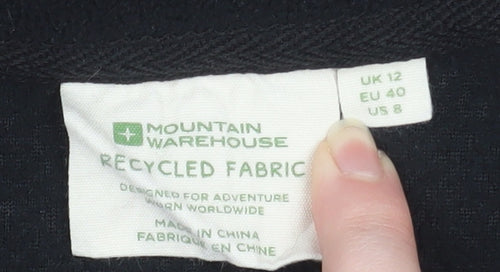 MOUNTAIN
WAREHOUSE
RECYCLED FABRIC
DESIGNED FOR ADVENTURE
WORN WORLDWIDE
MADE IN CHINA
FABRIQUE EN CHINE
UK 12
EU 40
US 8